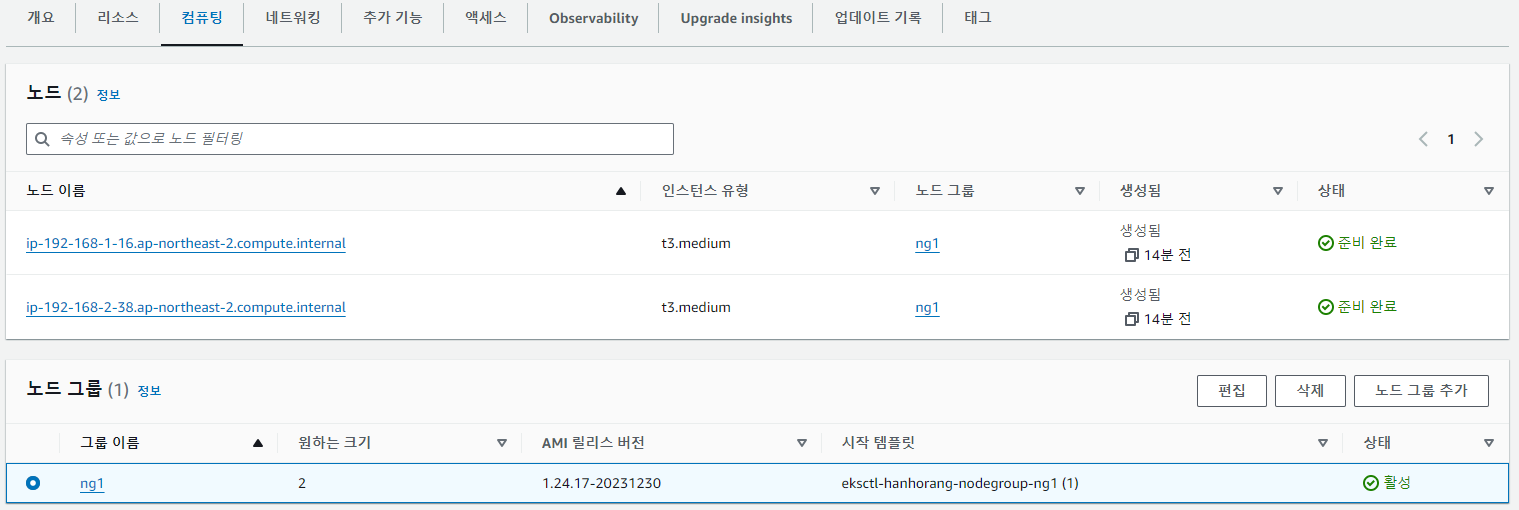 개요 리소스 컴퓨팅 네트워킹 추가 기능 액세스 Observability Upgrade insights 업데이트 기록 태그
노드 (2) 정보
속성 또는 값으로 노드 필터링
1
노드 이름 인스턴스 유형 노드 그룹 생성됨 상태
ip-192-168-1-16.ap-northeast-2.compute.internal t3.medium ng1 생성됨 14분 전 준비 완료
ip-192-168-2-38.ap-northeast-2.compute.internal t3.medium ng1 생성됨 14분 전 준비 완료
노드 그룹 (1) 정보 편집 삭제 노드 그룹 추가
그룹 이름 원하는 크기 AMI 릴리스 버전 시작 템플릿 상태
ng1 2 1.24.17-20231230 eksctl-hanhorang-nodegroup-ng1 (1) 활성